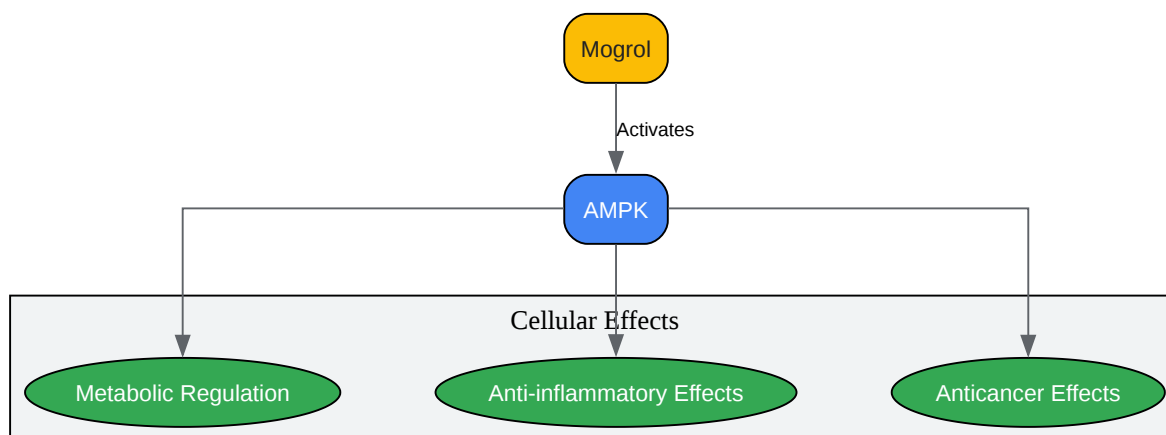 Mogrol
Activates
AMPK
Cellular Effects
Metabolic Regulation
Anti-inflammatory Effects
Anticancer Effects